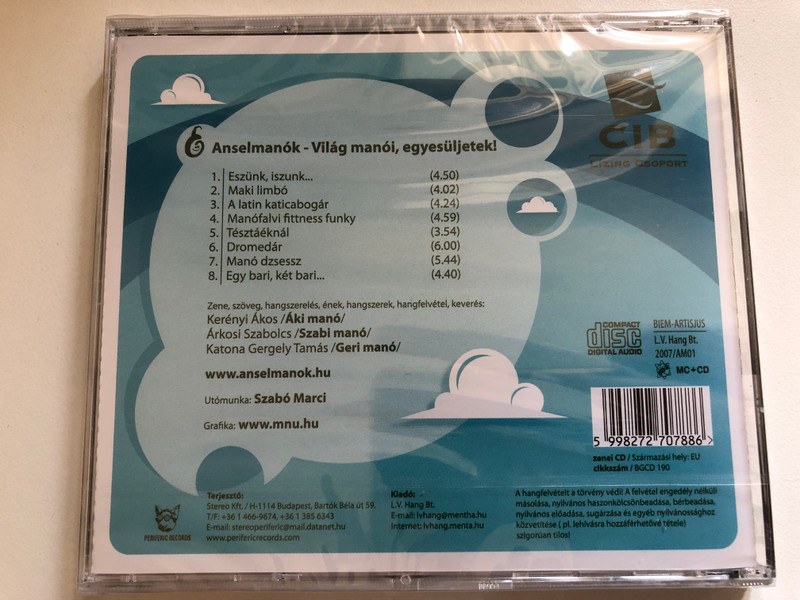 Anselmanók - Világ manói, egyesüljetek!
1. Eszünk, iszunk... (4.50)
2. Maki limbó (4.02)
3. A latin katicabogár (4.24)
4. Manófalvi fittness funky (4.59)
5. Tésztáéknál (3.54)
6. Dromedár (6.00)
7. Manó dzsessz (5.44)
8. Egy bari, két bari... (4.40)
Zene, szöveg, hangszerelés, ének, hangszerek, hangfelvétel, keverés:
Kerényi Ákos /Áki manó/
Árkosi Szabolcs /Szabi manó/
Katona Gergely Tamás /Geri manó/
www.anselmanok.hu
Utómunka: Szabó Marci
Grafika: www.mnu.hu
CIB
LÍZING CSOPORT
COMPACT
disc
DIGITAL AUDIO
BIEM-ARTISJUS
L.V. Hang Bt.
2007/AM01
MC+CD
5 998272 707886 >
zenei CD / Származási hely: EU
cikkszám / BGCD 190
PERIFERIC RECORDS
Terjesztő:
Stereo Kft. / H-1114 Budapest, Bartók Béla út 59.
T/F: +36 1 466-9674, +36 1 385 6343
E-mail: stereoperiferic@mail.datanet.hu
www.perifericrecords.com
Kiadó:
L.V. Hang Bt.
E-mail: lvhang@mentha.hu
Internet: lvhang.menta.hu
A hangfelvételt a törvény védi! A felvétel engedély nélküli
másolása, nyilvános haszonkölcsönbeadása, bérbeadása,
nyilvános előadása, sugárzása és egyéb nyilvánossághoz
közvetítése ( pl. lehívásra hozzáférhetővé tétele)
szigorúan tilos!